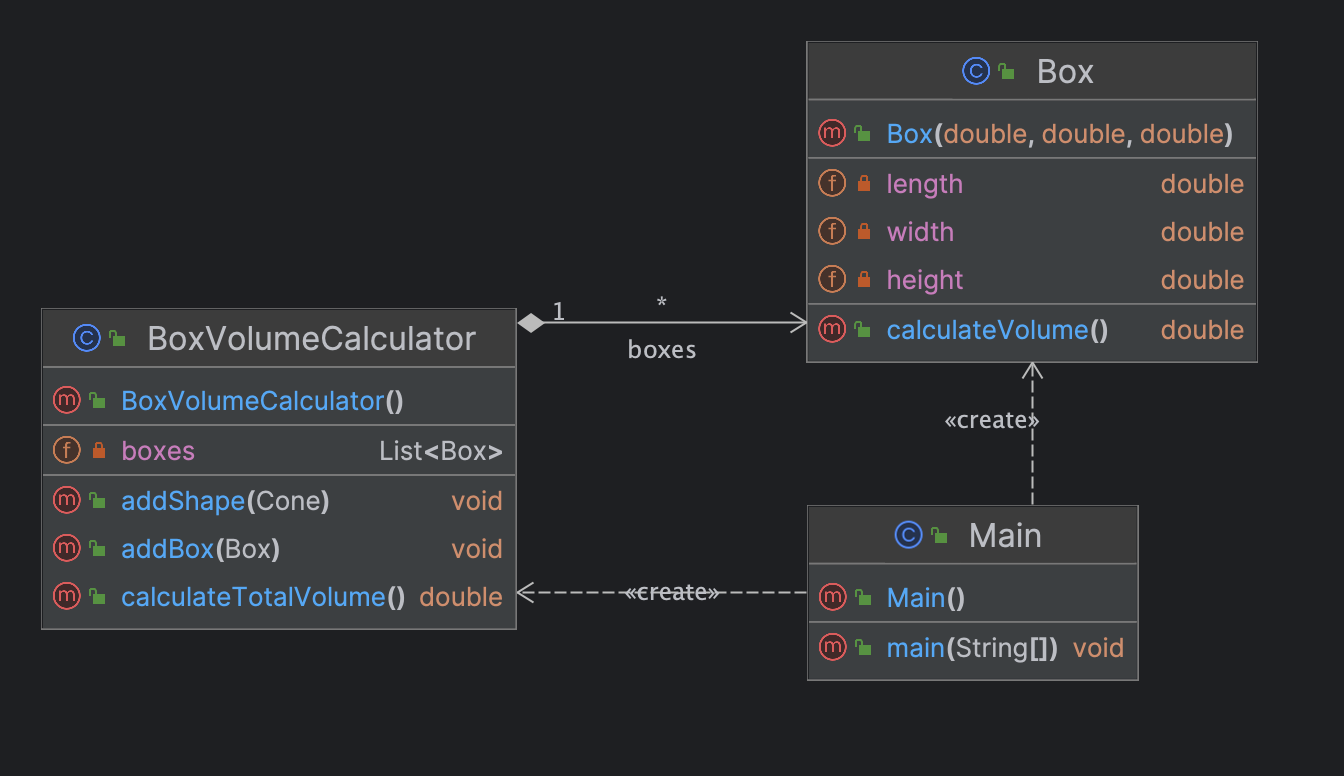 Box
Box(double, double, double)
length double
width double
height double
calculateVolume() double
1 *
boxes
BoxVolumeCalculator
BoxVolumeCalculator()
boxes List<Box>
addShape(Cone) void
addBox(Box) void
calculateTotalVolume() double
«create»
«create»
Main
Main()
main(String[]) void